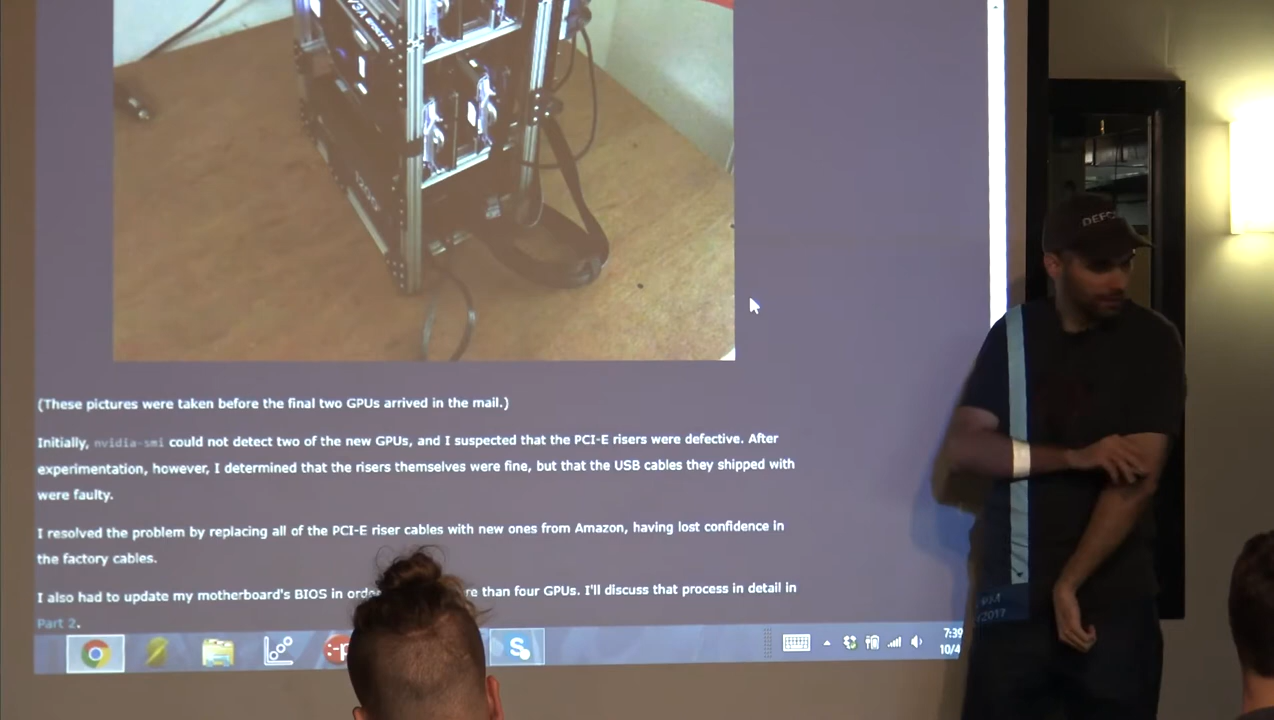 (These pictures were taken before the final two GPUs arrived in the mail.)
Initially, nvidia-smi could not detect two of the new GPUs, and I suspected that the PCI-E risers were defective. After
experimentation, however, I determined that the risers themselves were fine, but that the USB cables they shipped with
were faulty.
I resolved the problem by replacing all of the PCI-E riser cables with new ones from Amazon, having lost confidence in
the factory cables.
I also had to update my motherboard's BIOS in than four GPUs. I'll discuss that process in detail in
Part 2.
7:39
10/4
2017
DEFC